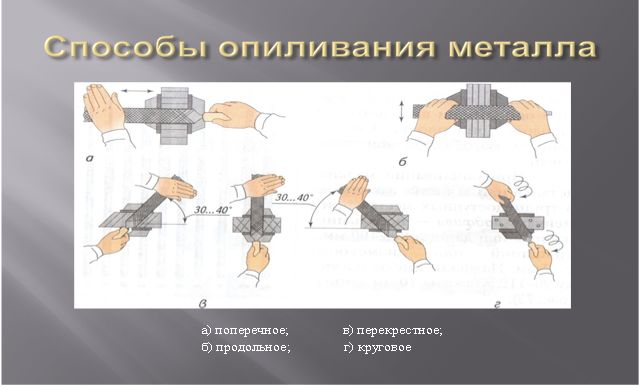 Способы опиливания металла
а
б
30...40°
30...40°
в
г
а) поперечное; в) перекрестное;
б) продольное; г) круговое